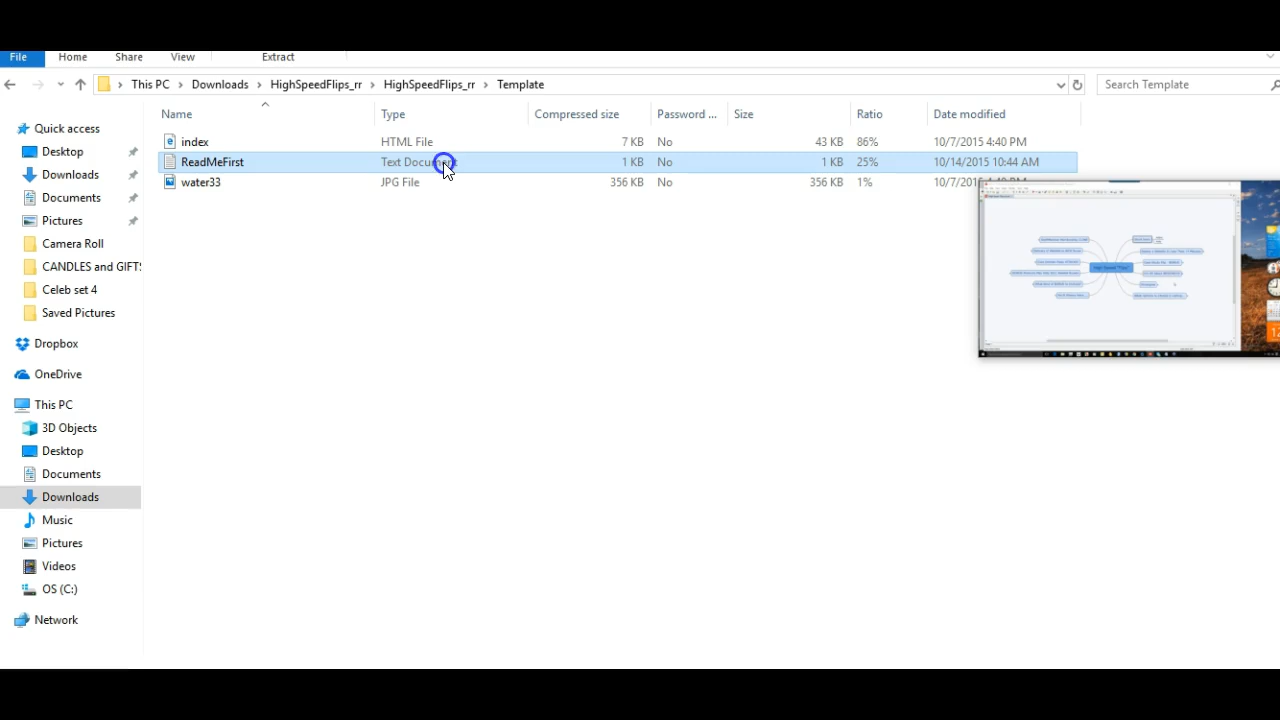 File Home Share View Extract
This PC > Downloads > HighSpeedFlips_rr > HighSpeedFlips_rr > Template
Search Template
Name Type Compressed size Password ... Size Ratio Date modified
index HTML File 7 KB No 43 KB 86% 10/7/2015 4:40 PM
ReadMeFirst Text Document 1 KB No 1 KB 25% 10/14/2015 10:44 AM
water33 JPG File 356 KB No 356 KB 1% 10/7/
Quick access
Desktop
Downloads
Documents
Pictures
Camera Roll
CANDLES and GIFT
Celeb set 4
Saved Pictures
Dropbox
OneDrive
This PC
3D Objects
Desktop
Documents
Downloads
Music
Pictures
Videos
OS (C:)
Network